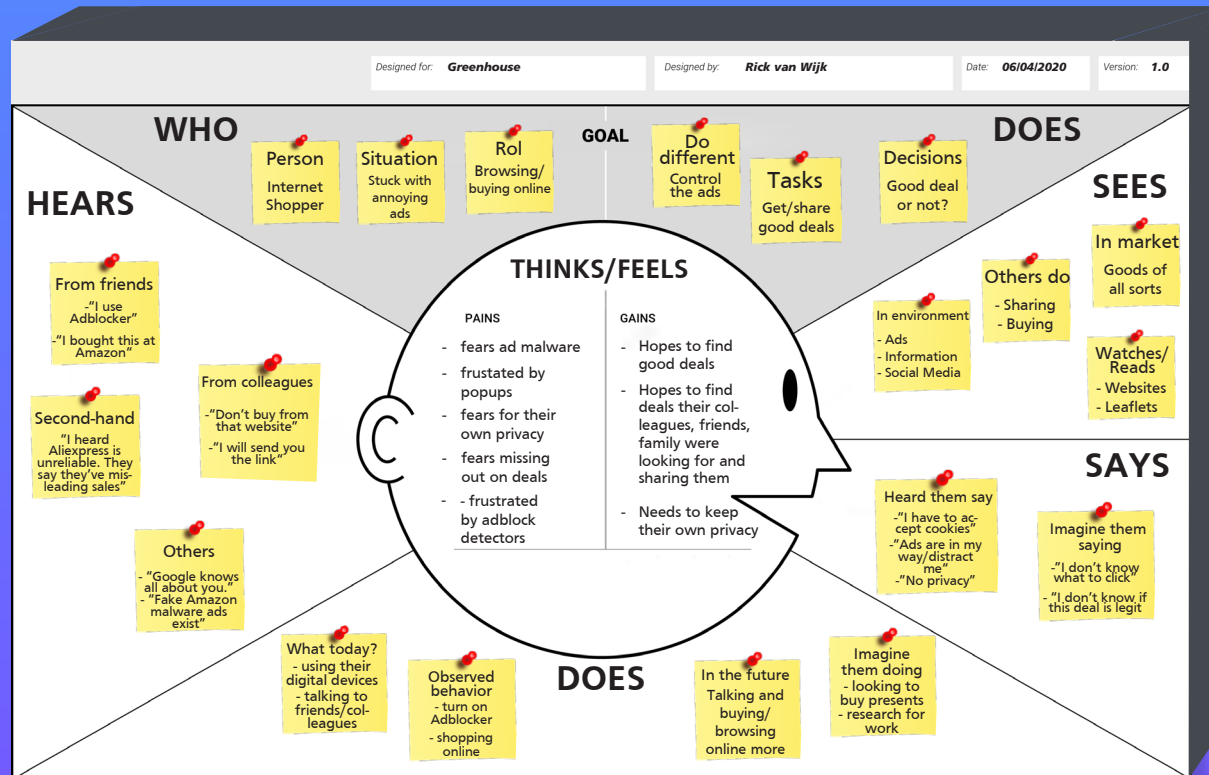 Designed for: Greenhouse
Designed by: Rick van Wijk
Date: 06/04/2020
Version: 1.0
WHO
Person
Internet
Shopper
Situation
Stuck with
annoying
ads
Rol
Browsing/
buying online
GOAL
Do
different
Control
the ads
Tasks
Get/share
good deals
Decisions
Good deal
or not?
DOES
HEARS
From friends
-“I use
Adblocker”
-“I bought this at
Amazon”
From colleagues
-“Don’t buy from
that website”
-“I will send you
the link”
Second-hand
“I heard
Aliexpress is
unreliable. They
say they’ve mis-
leading sales”
Others
- “Google knows
all about you.”
- “Fake Amazon
malware ads
exist”
THINKS/FEELS
PAINS
- fears ad malware
- frustated by
popups
- fears for their
own privacy
- fears missing
out on deals
- - frustrated
by adblock
detectors
GAINS
- Hopes to find
good deals
- Hopes to find
deals their col-
leagues, friends,
family were
looking for and
sharing them
- Needs to keep
their own privacy
SEES
In market
Goods of
all sorts
Others do
- Sharing
- Buying
In environment
- Ads
- Information
- Social Media
Watches/
Reads
- Websites
- Leaflets
SAYS
Heard them say
-“I have to ac-
cept cookies”
-“Ads are in my
way/distract
me”
-“No privacy”
Imagine them
saying
-“I don’t know
what to click”
- “I don’t know if
this deal is legit
DOES
What today?
- using their
digital devices
- talking to
friends/col-
leagues
Observed
behavior
- turn on
Adblocker
- shopping
online
In the future
Talking and
buying/
browsing
online more
Imagine
them doing
- looking to
buy presents
- research for
work